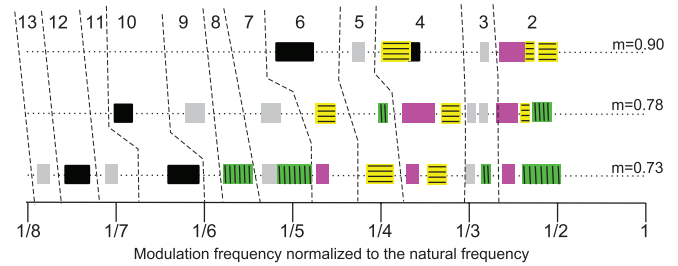 13 12 11 10 9 8 7 6 5 4 3 2
m=0.90
m=0.78
m=0.73
1/8 1/7 1/6 1/5 1/4 1/3 1/2 1
Modulation frequency normalized to the natural frequency